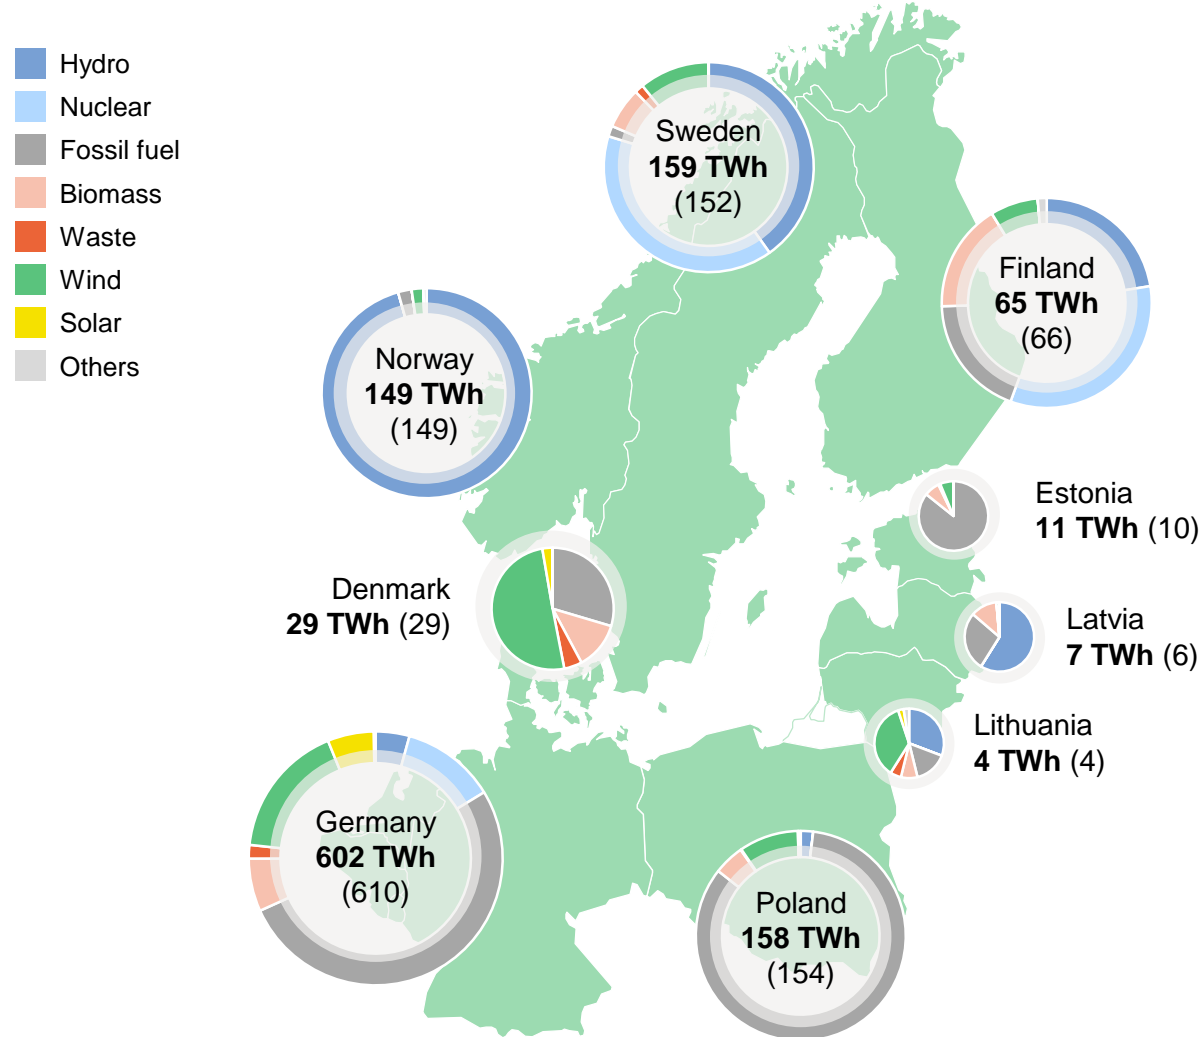 Hydro
Nuclear
Fossil fuel
Biomass
Waste
Wind
Solar
Others
Sweden
159 TWh
(152)
Finland
65 TWh
(66)
Norway
149 TWh
(149)
Estonia
11 TWh (10)
Denmark
29 TWh (29)
Latvia
7 TWh (6)
Lithuania
4 TWh (4)
Germany
602 TWh
(610)
Poland
158 TWh
(154)